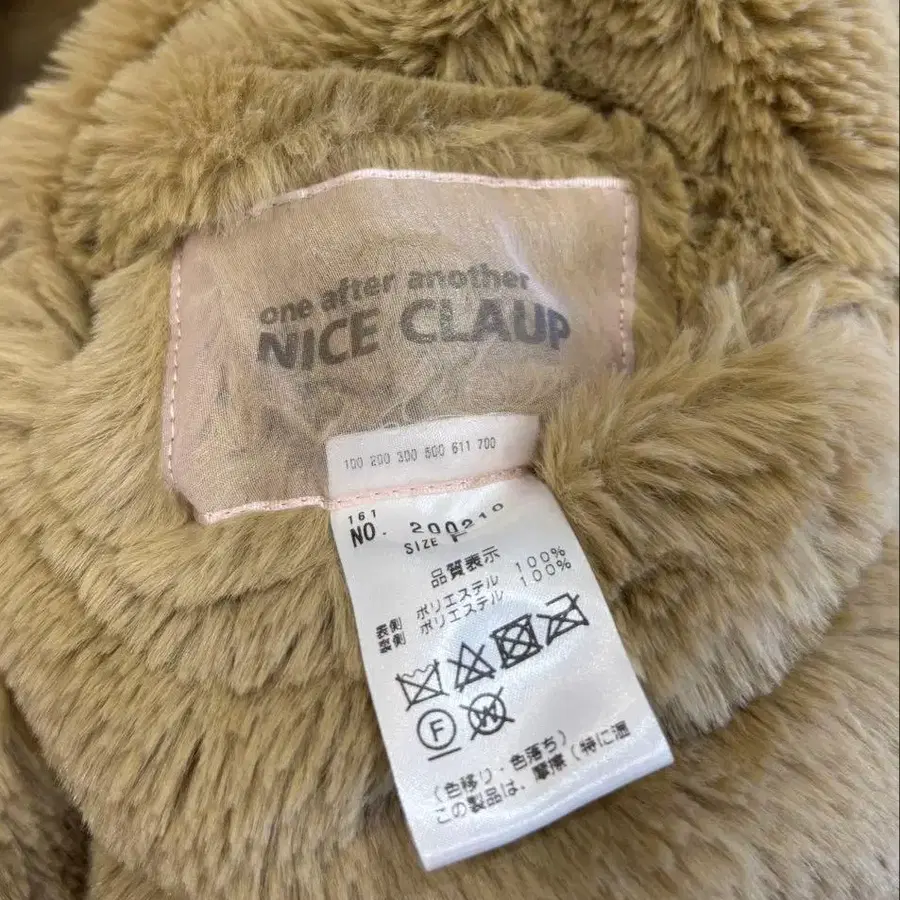 one after another
NICE CLAUP
100 200 300 500 611 700
161
NO. 200210
SIZE F
品質表示
表側 ポリエステル 100%
裏側 ポリエステル 100%
F
W
(色移り・色落ち)
この製品は、摩擦(特に湿